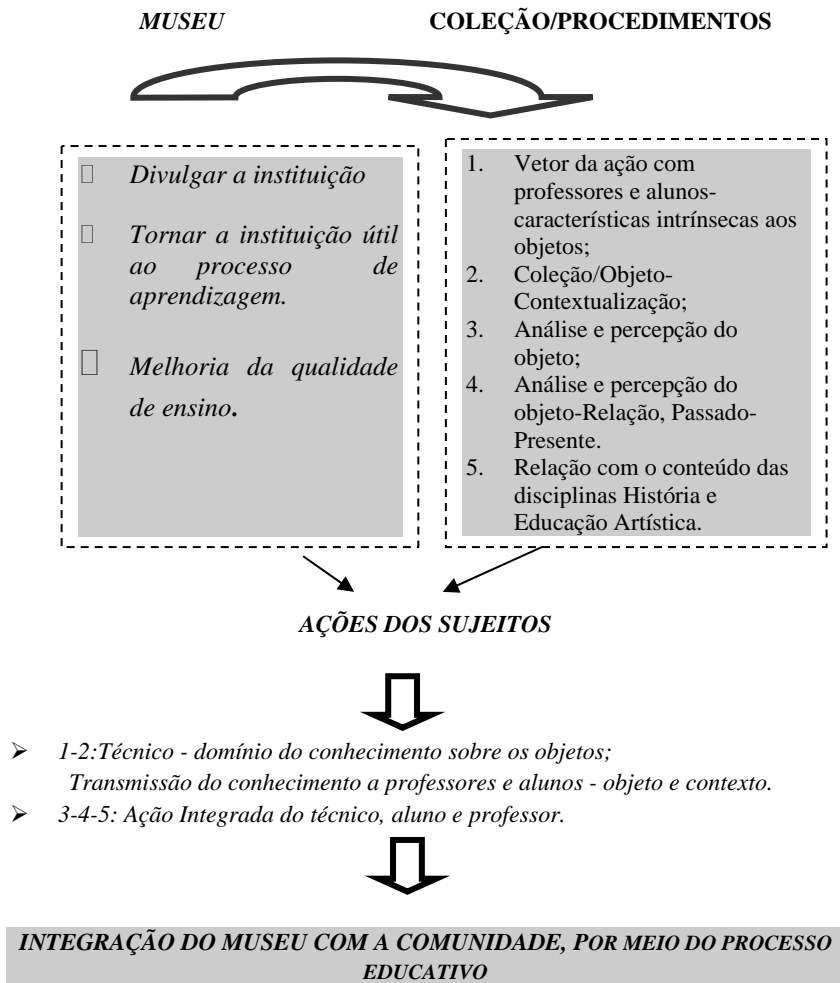 MUSEU
COLEÇÃO/PROCEDIMENTOS
Divulgar a instituição
Tornar a instituição útil
ao processo de
aprendizagem.
Melhoria da qualidade
de ensino.
1. Vetor da ação com
professores e alunos-
características intrínsecas aos
objetos;
2. Coleção/Objeto-
Contextualização;
3. Análise e percepção do
objeto;
4. Análise e percepção do
objeto-Relação, Passado-
Presente.
5. Relação com o conteúdo das
disciplinas História e
Educação Artística.
AÇÕES DOS SUJEITOS
➢ 1-2:Técnico - domínio do conhecimento sobre os objetos;
Transmissão do conhecimento a professores e alunos - objeto e contexto.
➢ 3-4-5: Ação Integrada do técnico, aluno e professor.
INTEGRAÇÃO DO MUSEU COM A COMUNIDADE, POR MEIO DO PROCESSO
EDUCATIVO